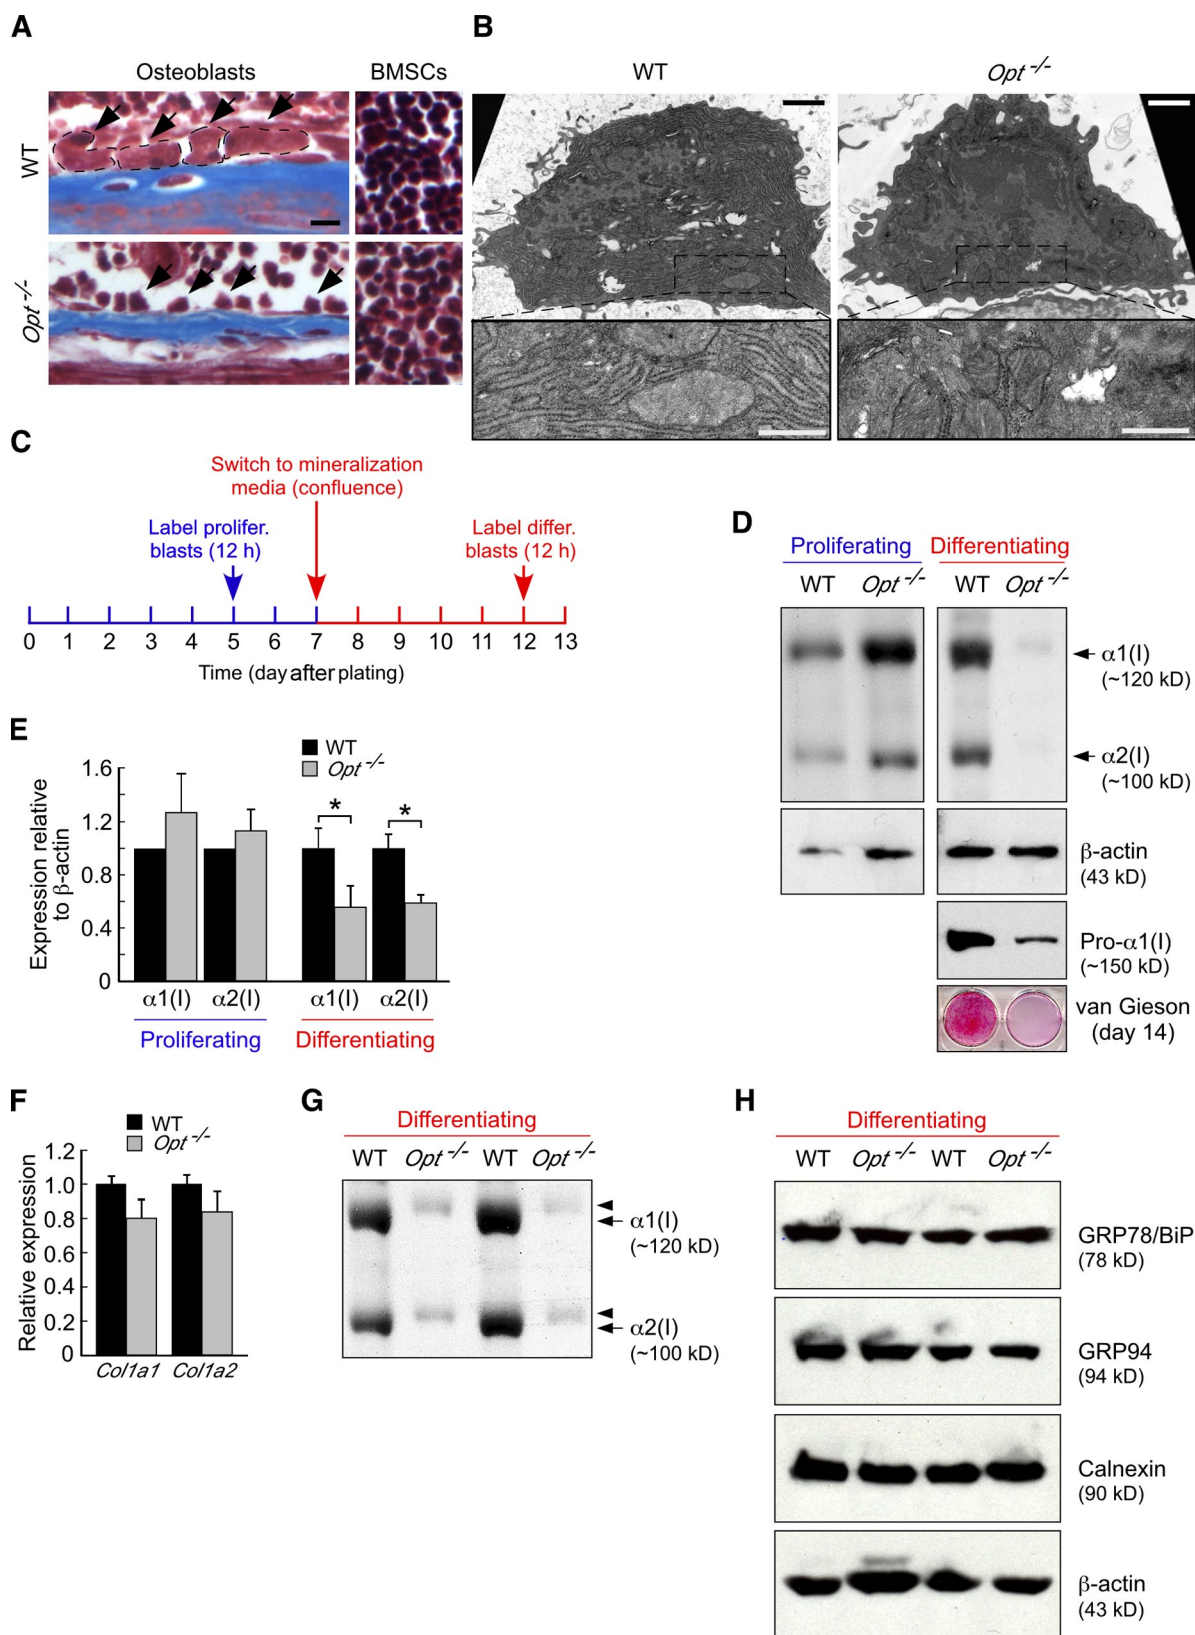 A
Osteoblasts
BMSCs
WT
Opt -/-
B
WT
Opt -/-
C
Switch to mineralization
media (confluence)
Label prolifer.
blasts (12 h)
Label differ.
blasts (12 h)
0 1 2 3 4 5 6 7 8 9 10 11 12 13
Time (day after plating)
D
Proliferating
Differentiating
WT Opt -/- WT Opt -/-
α1(I)
(~120 kD)
α2(I)
(~100 kD)
β-actin
(43 kD)
Pro-α1(I)
(~150 kD)
van Gieson
(day 14)
E
WT
Opt -/-
Expression relative
to β-actin
1.6
1.2
0.8
0.4
0
* *
α1(I) α2(I) α1(I) α2(I)
Proliferating Differentiating
F
WT
Opt -/-
Relative expression
1.2
1.0
0.8
0.6
0.4
0.2
0
Col1a1 Col1a2
G
Differentiating
WT Opt -/- WT Opt -/-
α1(I)
(~120 kD)
α2(I)
(~100 kD)
H
Differentiating
WT Opt -/- WT Opt -/-
GRP78/BiP
(78 kD)
GRP94
(94 kD)
Calnexin
(90 kD)
β-actin
(43 kD)